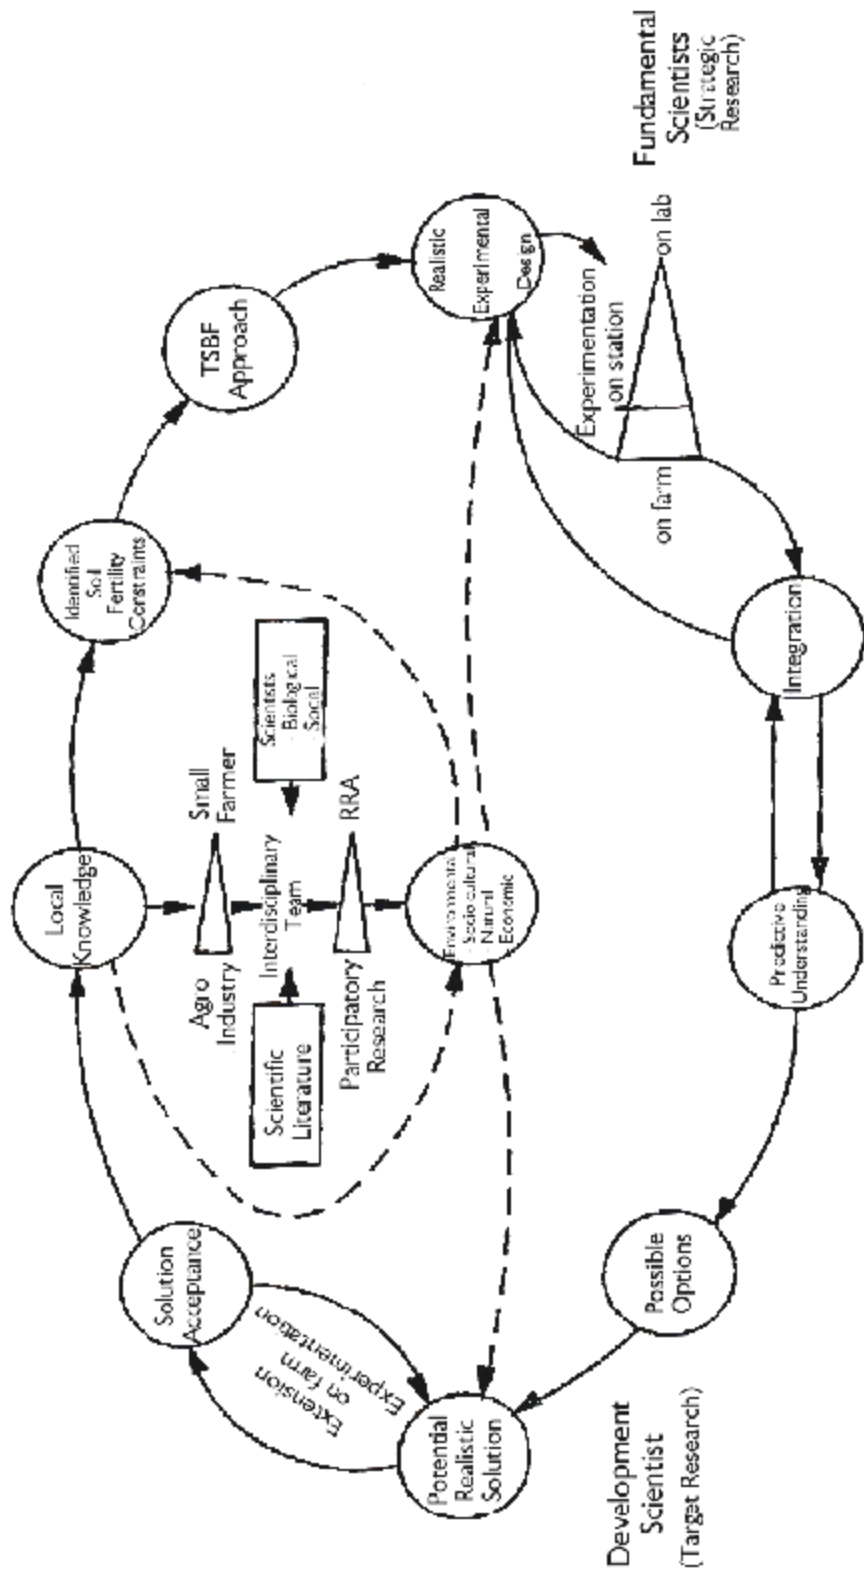 Local
Knowledge
Identified
Soil
Fertility
Constraints
TSBF
Approach
Realistic
Experimental
Design
Experimentation
on station
on farm
on lab
Fundamental
Scientists
(Strategic
Research)
Integration
Predictive
Understanding
Possible
Options
Development
Scientist
(Target Research)
Potential
Realistic
Solution
Extension
on farm
Experimentation
Solution
Acceptance
Agro
Industry
Small
Farmer
Scientific
Literature
Interdisciplinary
Team
Scientists
- Biological
- Social
Participatory
Research
RRA
Environmental
- Sociocultural
- Natural
Economic